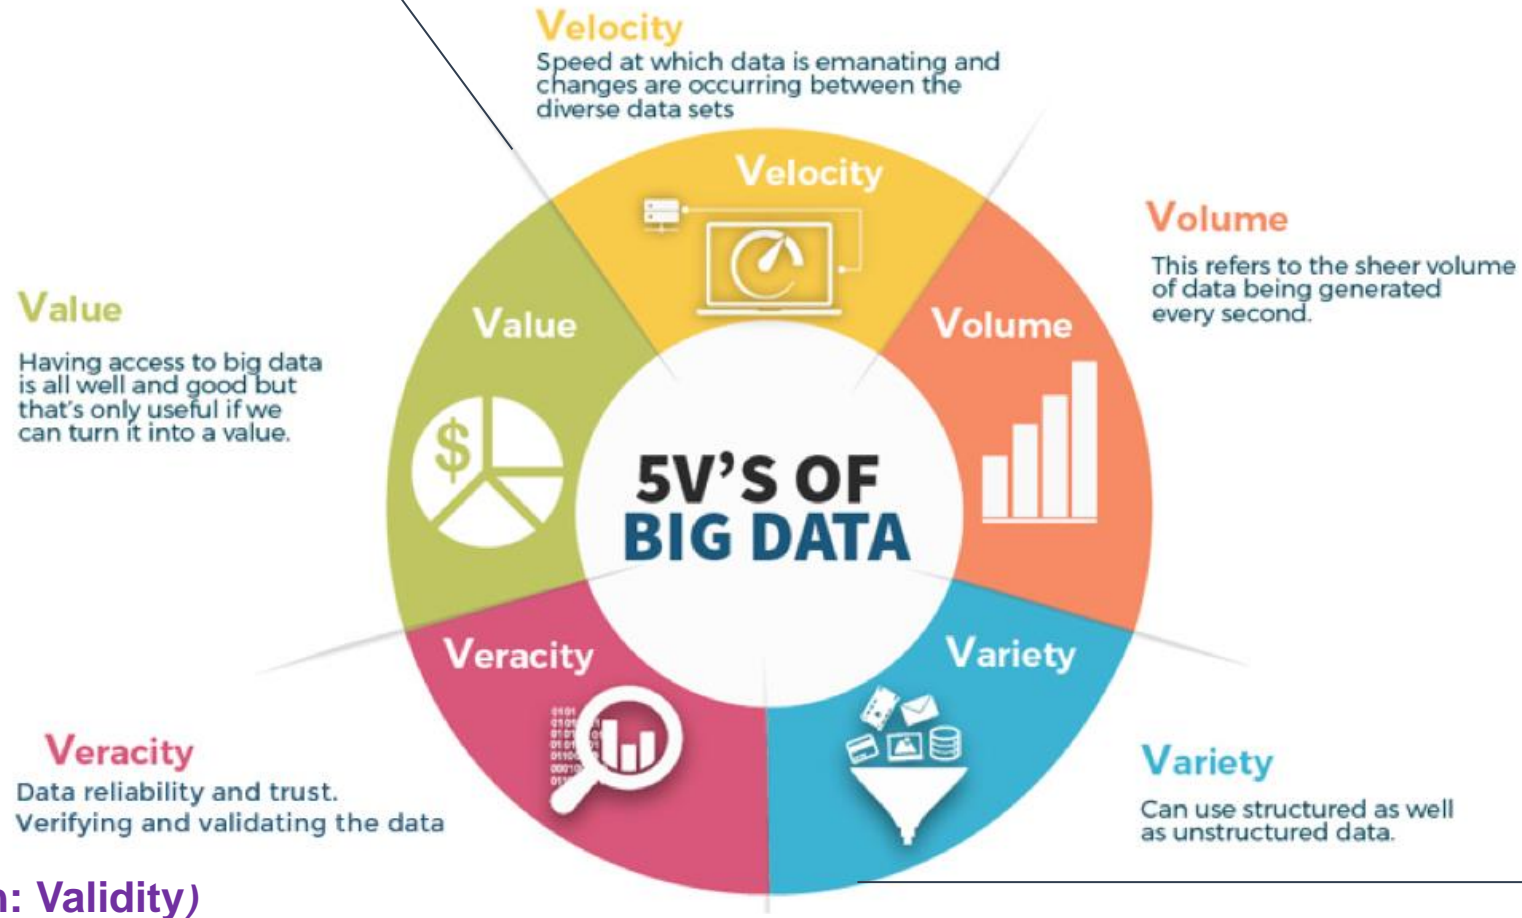 Velocity
Speed at which data is emanating and
changes are occurring between the
diverse data sets
Velocity
Volume
This refers to the sheer volume
of data being generated
every second.
Volume
Value
Having access to big data
is all well and good but
that's only useful if we
can turn it into a value.
Value
5V'S OF
BIG DATA
Veracity
Variety
Veracity
Data reliability and trust.
Verifying and validating the data
Variety
Can use structured as well
as unstructured data.
Validity)